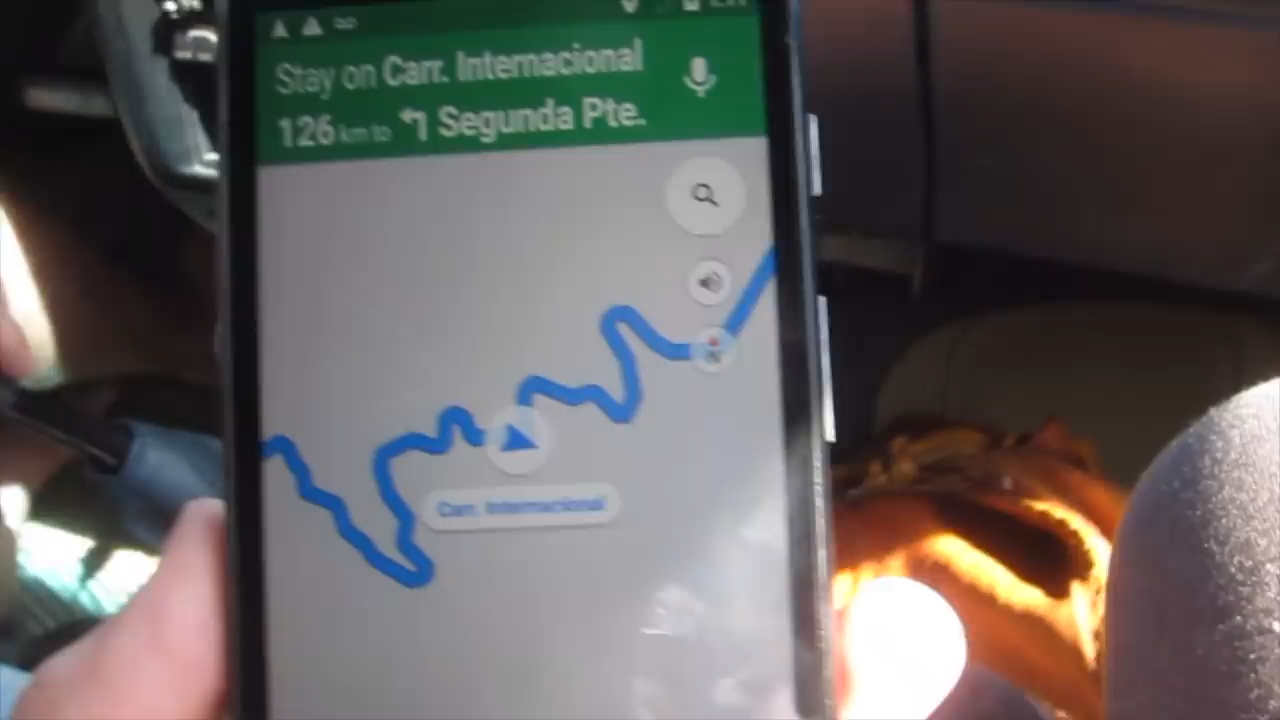 Stay on Carr. Internacional
126 km to ↰ Segunda Pte.
Carr. Internacional